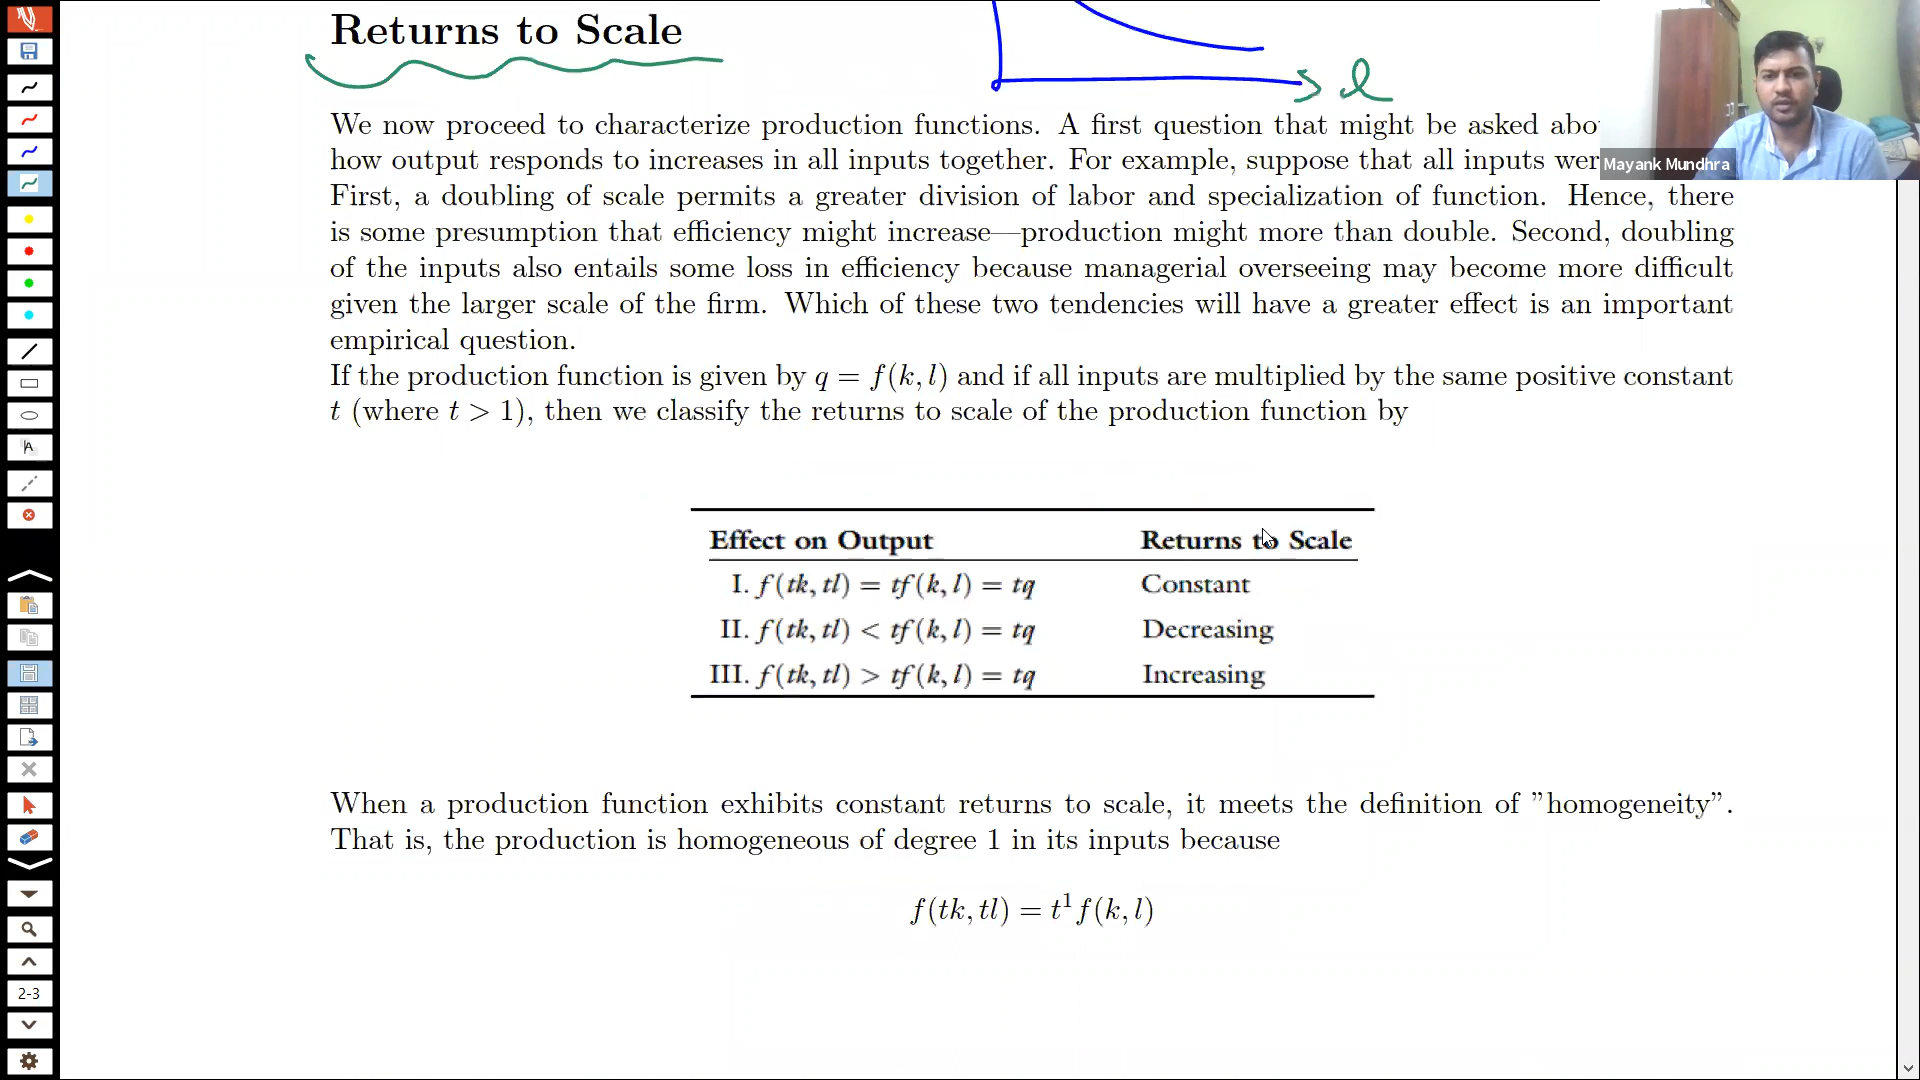 Returns to Scale
l
We now proceed to characterize production functions. A first question that might be asked
how output responds to increases in all inputs together. For example, suppose that all inputs
Mayank Mundhra
First, a doubling of scale permits a greater division of labor and specialization of function. Hence, there
is some presumption that efficiency might increase—production might more than double. Second, doubling
of the inputs also entails some loss in efficiency because managerial overseeing may become more difficult
given the larger scale of the firm. Which of these two tendencies will have a greater effect is an important
empirical question.
If the production function is given by q = f(k, l) and if all inputs are multiplied by the same positive constant
t (where t > 1), then we classify the returns to scale of the production function by
Effect on Output Returns to Scale
I. f(tk, tl) = tf(k, l) = tq Constant
II. f(tk, tl) < tf(k, l) = tq Decreasing
III. f(tk, tl) > tf(k, l) = tq Increasing
When a production function exhibits constant returns to scale, it meets the definition of ”homogeneity”.
That is, the production is homogeneous of degree 1 in its inputs because
f(tk, tl) = t¹f(k, l)
2-3